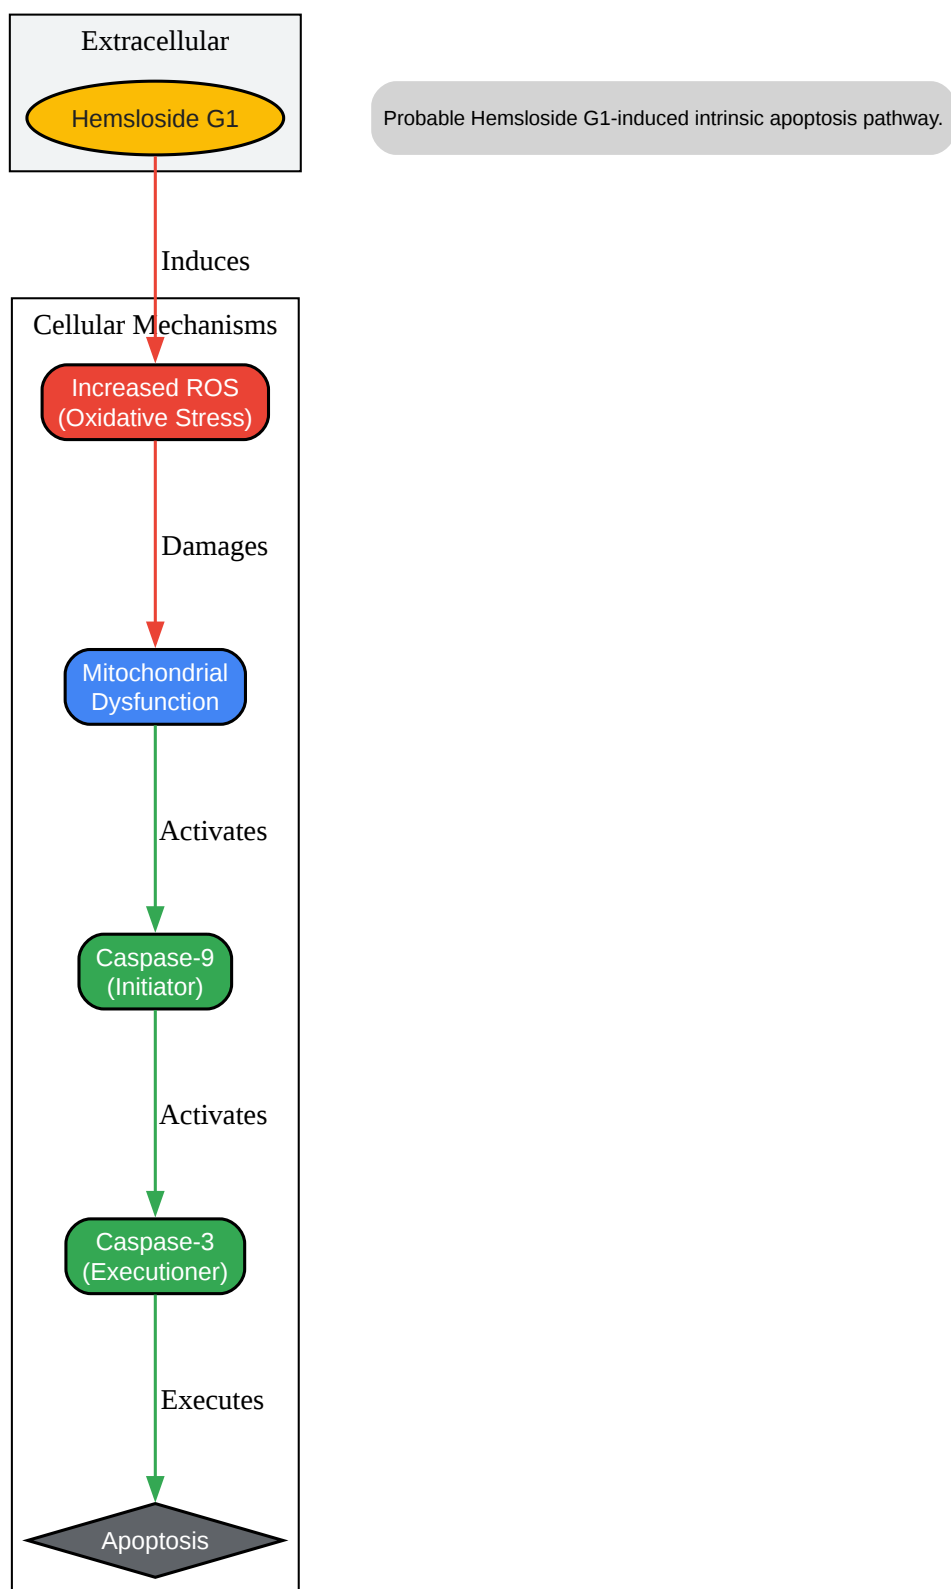 Extracellular
Hemsloside G1
Probable Hemsloside G1-induced intrinsic apoptosis pathway.
Induces
Cellular Mechanisms
Increased ROS
(Oxidative Stress)
Damages
Mitochondrial
Dysfunction
Activates
Caspase-9
(Initiator)
Activates
Caspase-3
(Executioner)
Executes
Apoptosis